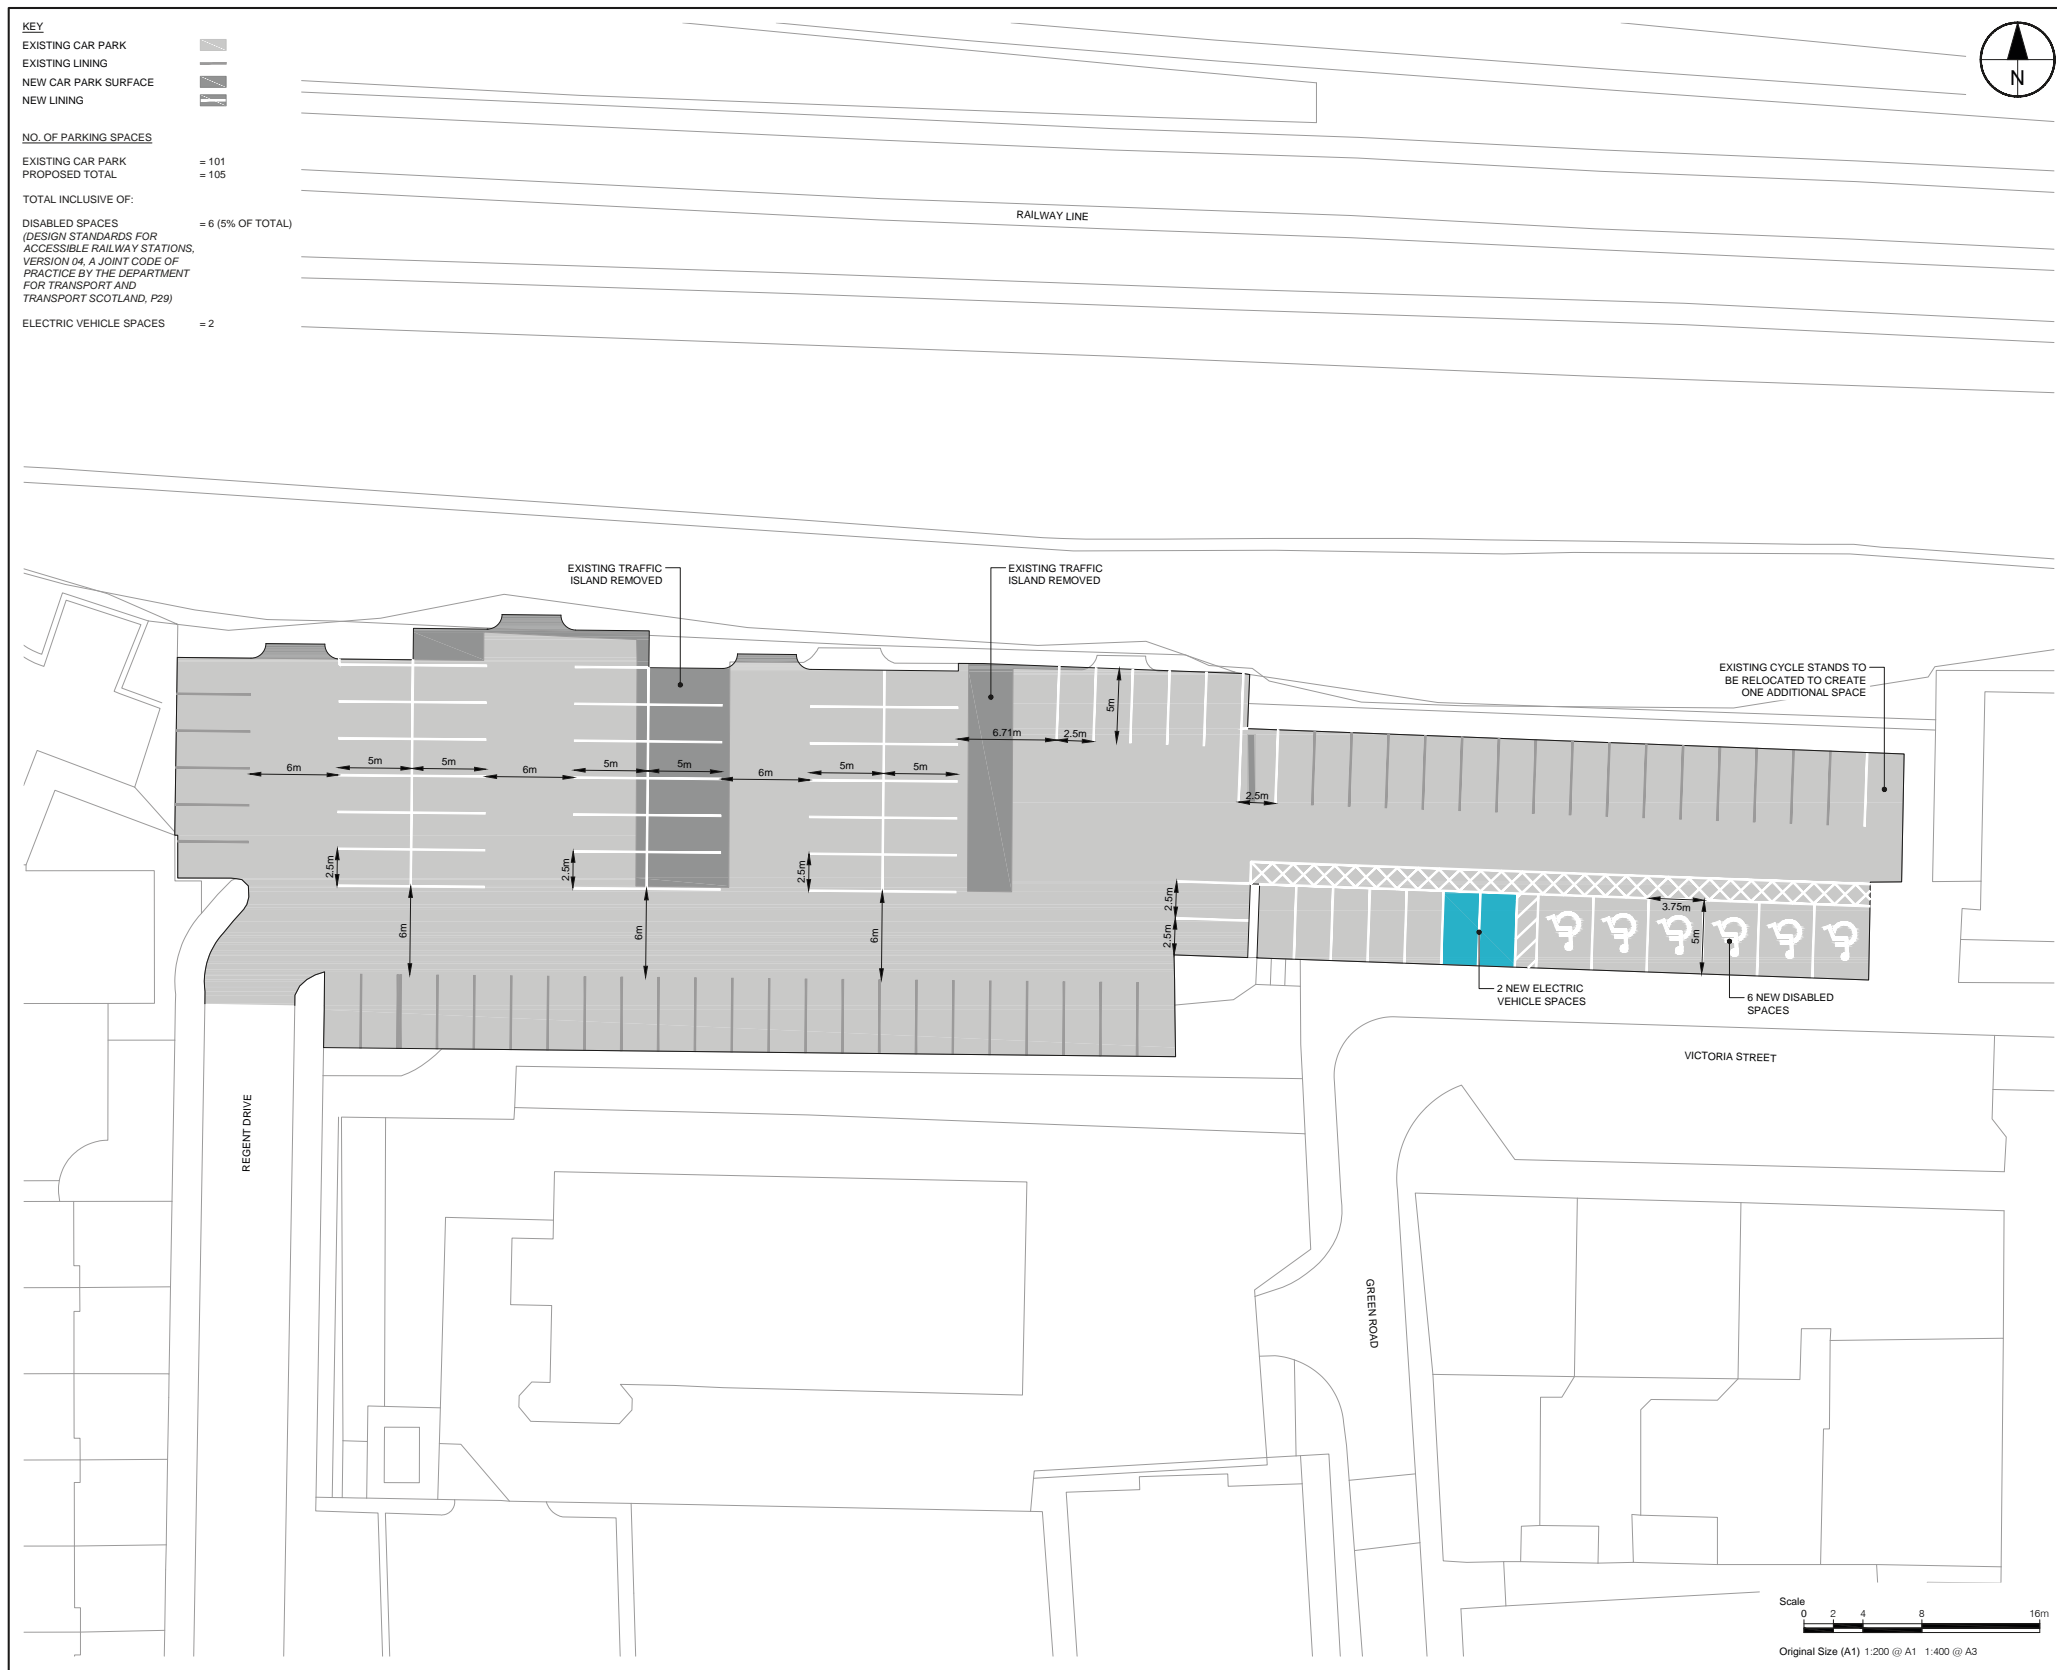 KEY
EXISTING CAR PARK
EXISTING LINING
NEW CAR PARK SURFACE
NEW LINING
NO. OF PARKING SPACES
EXISTING CAR PARK = 101
PROPOSED TOTAL = 105
TOTAL INCLUSIVE OF:
DISABLED SPACES = 6 (5% OF TOTAL)
(DESIGN STANDARDS FOR
ACCESSIBLE RAILWAY STATIONS,
VERSION 04, A JOINT CODE OF
PRACTICE BY THE DEPARTMENT
FOR TRANSPORT AND
TRANSPORT SCOTLAND, P29)
ELECTRIC VEHICLE SPACES = 2
N
RAILWAY LINE
EXISTING TRAFFIC
ISLAND REMOVED
EXISTING TRAFFIC
ISLAND REMOVED
EXISTING CYCLE STANDS TO
BE RELOCATED TO CREATE
ONE ADDITIONAL SPACE
5m
6.71m
2.5m
6m
5m
5m
6m
5m
5m
6m
5m
5m
2.5m
2.5m
2.5m
2.5m
2.5m
2.5m
3.75m
5m
6m
6m
6m
2 NEW ELECTRIC
VEHICLE SPACES
6 NEW DISABLED
SPACES
VICTORIA STREET
REGENT DRIVE
GREEN ROAD
Scale
0 2 4 8 16m
Original Size (A1) 1:200 @ A1 1:400 @ A3